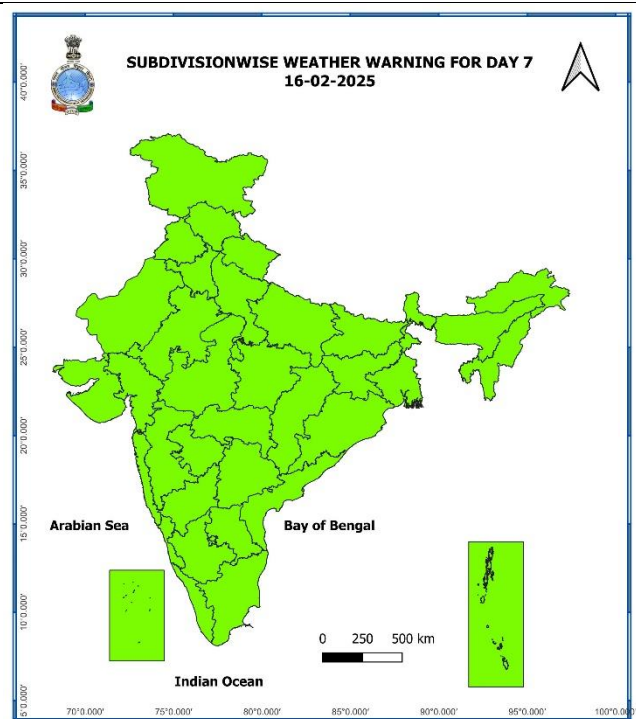 SUBDIVISIONWISE WEATHER WARNING FOR DAY 7
16-02-2025
40°0.000'
35°0.000'
30°0.000'
25°0.000'
20°0.000'
15°0.000'
10°0.000'
5°0.000'
Arabian Sea
Bay of Bengal
0 250 500 km
Indian Ocean
70°0.000' 75°0.000' 80°0.000' 85°0.000' 90°0.000' 95°0.000' 100°0.000'